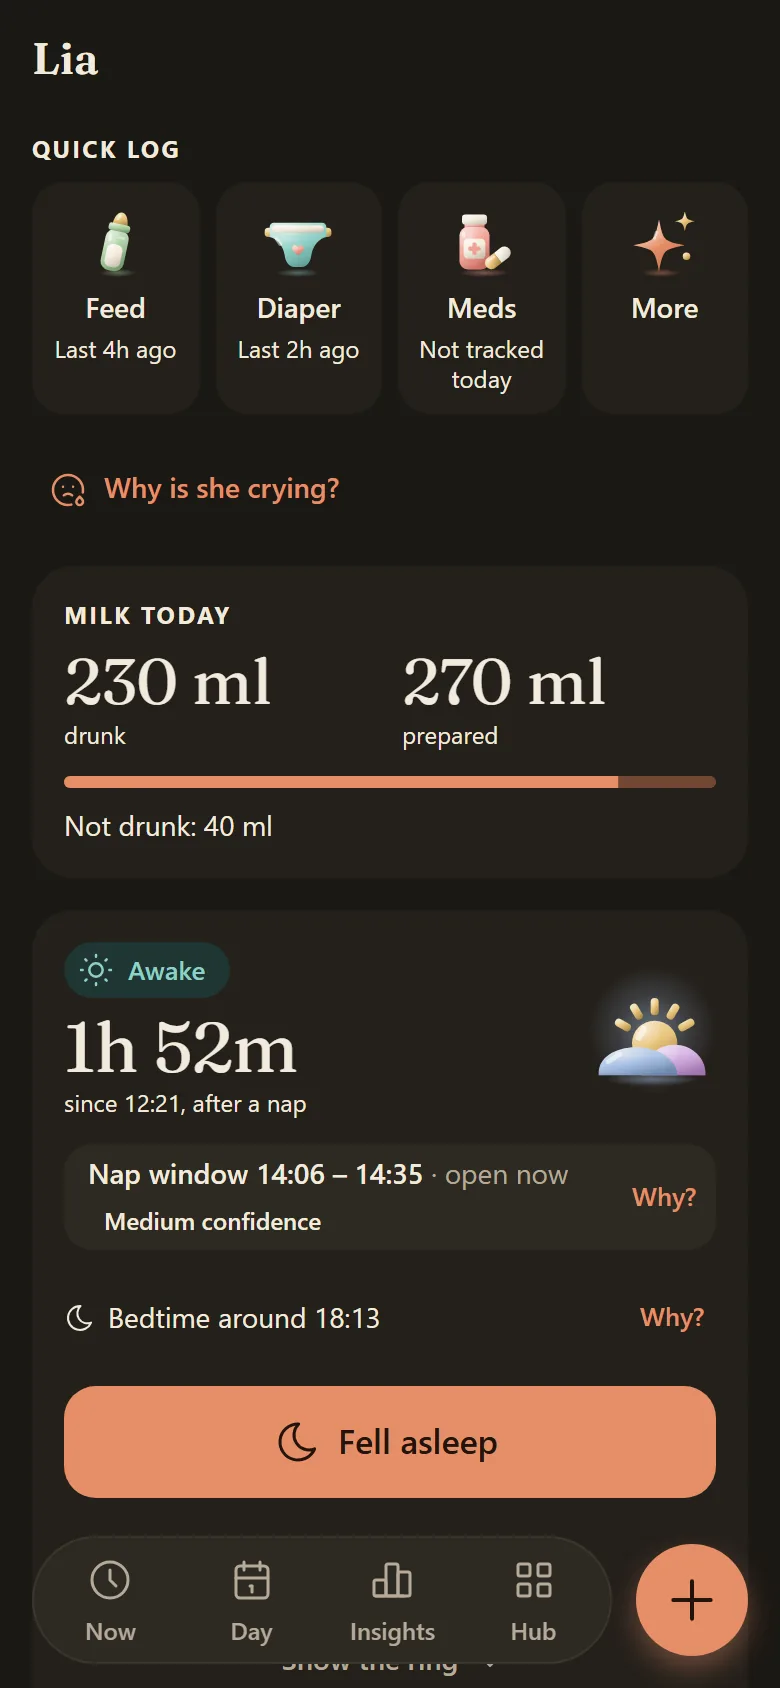 Lia
QUICK LOG
Feed
Last 4h ago
Diaper
Last 2h ago
Meds
Not tracked
today
More
Why is she crying?
MILK TODAY
230 ml
drunk
270 ml
prepared
Not drunk: 40 ml
Awake
1h 52m
since 12:21, after a nap
Nap window 14:06 – 14:35 · open now
Medium confidence
Why?
Bedtime around 18:13
Why?
Fell asleep
Now
Day
Insights
Hub
Show the ring